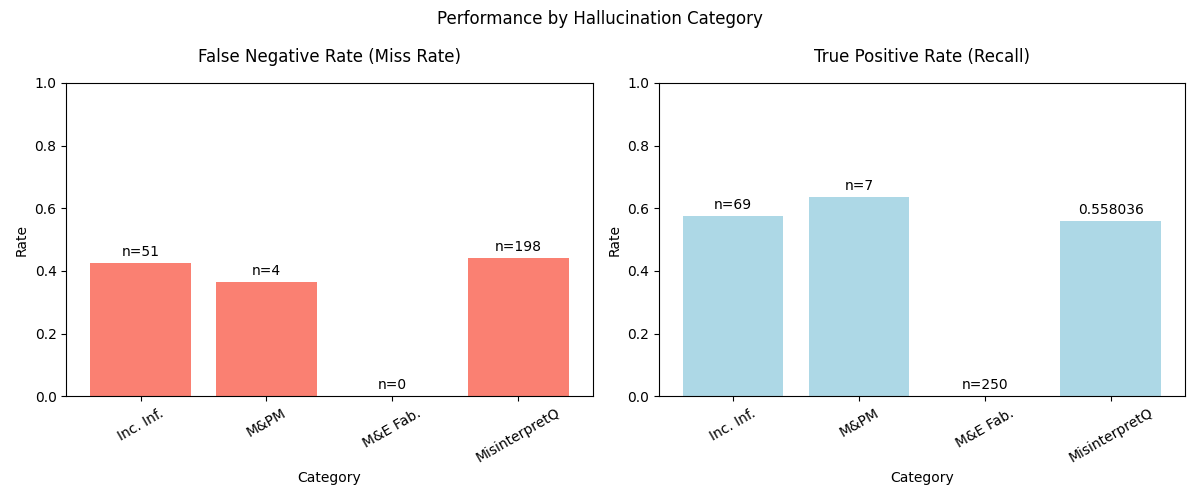 Performance by Hallucination Category
False Negative Rate (Miss Rate)
1.0
0.8
0.6
0.4
0.2
0.0
Rate
n=51
n=4
n=0
n=198
Inc. Inf.
M&PM
M&E Fab.
MisinterpretQ
Category
True Positive Rate (Recall)
1.0
0.8
0.6
0.4
0.2
0.0
Rate
n=69
n=7
n=250
0.558036
Inc. Inf.
M&PM
M&E Fab.
MisinterpretQ
Category